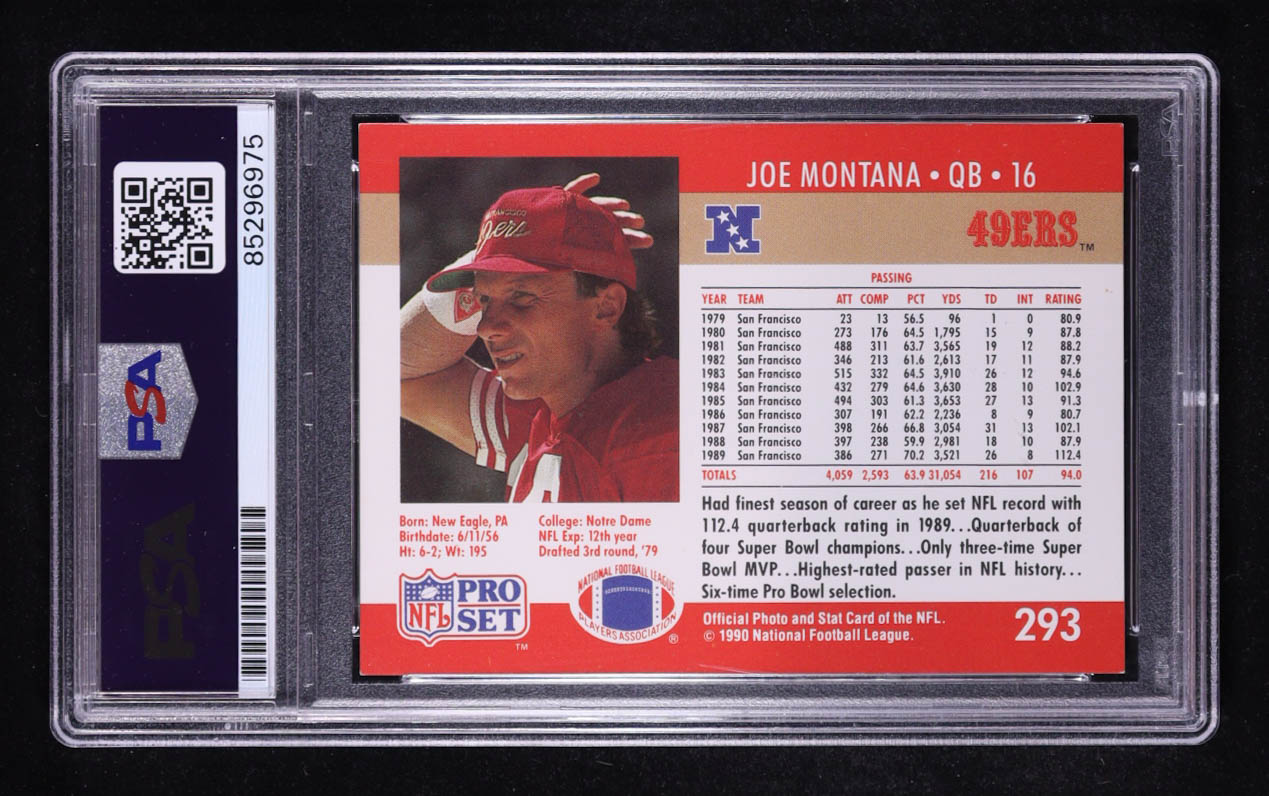 85296975
PSA
PSA
JOE MONTANA • QB • 16
N
49ERS™
FRANCISCO
9ers
PASSING
YEAR TEAM ATT COMP PCT YDS TD INT RATING
1979 San Francisco 23 13 56.5 96 1 0 80.9
1980 San Francisco 273 176 64.5 1,795 15 9 87.8
1981 San Francisco 488 311 63.7 3,565 19 12 88.2
1982 San Francisco 346 213 61.6 2,613 17 11 87.9
1983 San Francisco 515 332 64.5 3,910 26 12 94.6
1984 San Francisco 432 279 64.6 3,630 28 10 102.9
1985 San Francisco 494 303 61.3 3,653 27 13 91.3
1986 San Francisco 307 191 62.2 2,236 8 9 80.7
1987 San Francisco 398 266 66.8 3,054 31 13 102.1
1988 San Francisco 397 238 59.9 2,981 18 10 87.9
1989 San Francisco 386 271 70.2 3,521 26 8 112.4
TOTALS 4,059 2,593 63.9 31,054 216 107 94.0
Had finest season of career as he set NFL record with
112.4 quarterback rating in 1989...Quarterback of
four Super Bowl champions...Only three-time Super
Bowl MVP...Highest-rated passer in NFL history...
Six-time Pro Bowl selection.
Born: New Eagle, PA
Birthdate: 6/11/56
Ht: 6-2; Wt: 195
College: Notre Dame
NFL Exp: 12th year
Drafted 3rd round, '79
NFL PRO SET™
NATIONAL FOOTBALL LEAGUE
PLAYERS ASSOCIATION®
Official Photo and Stat Card of the NFL.
© 1990 National Football League.
293